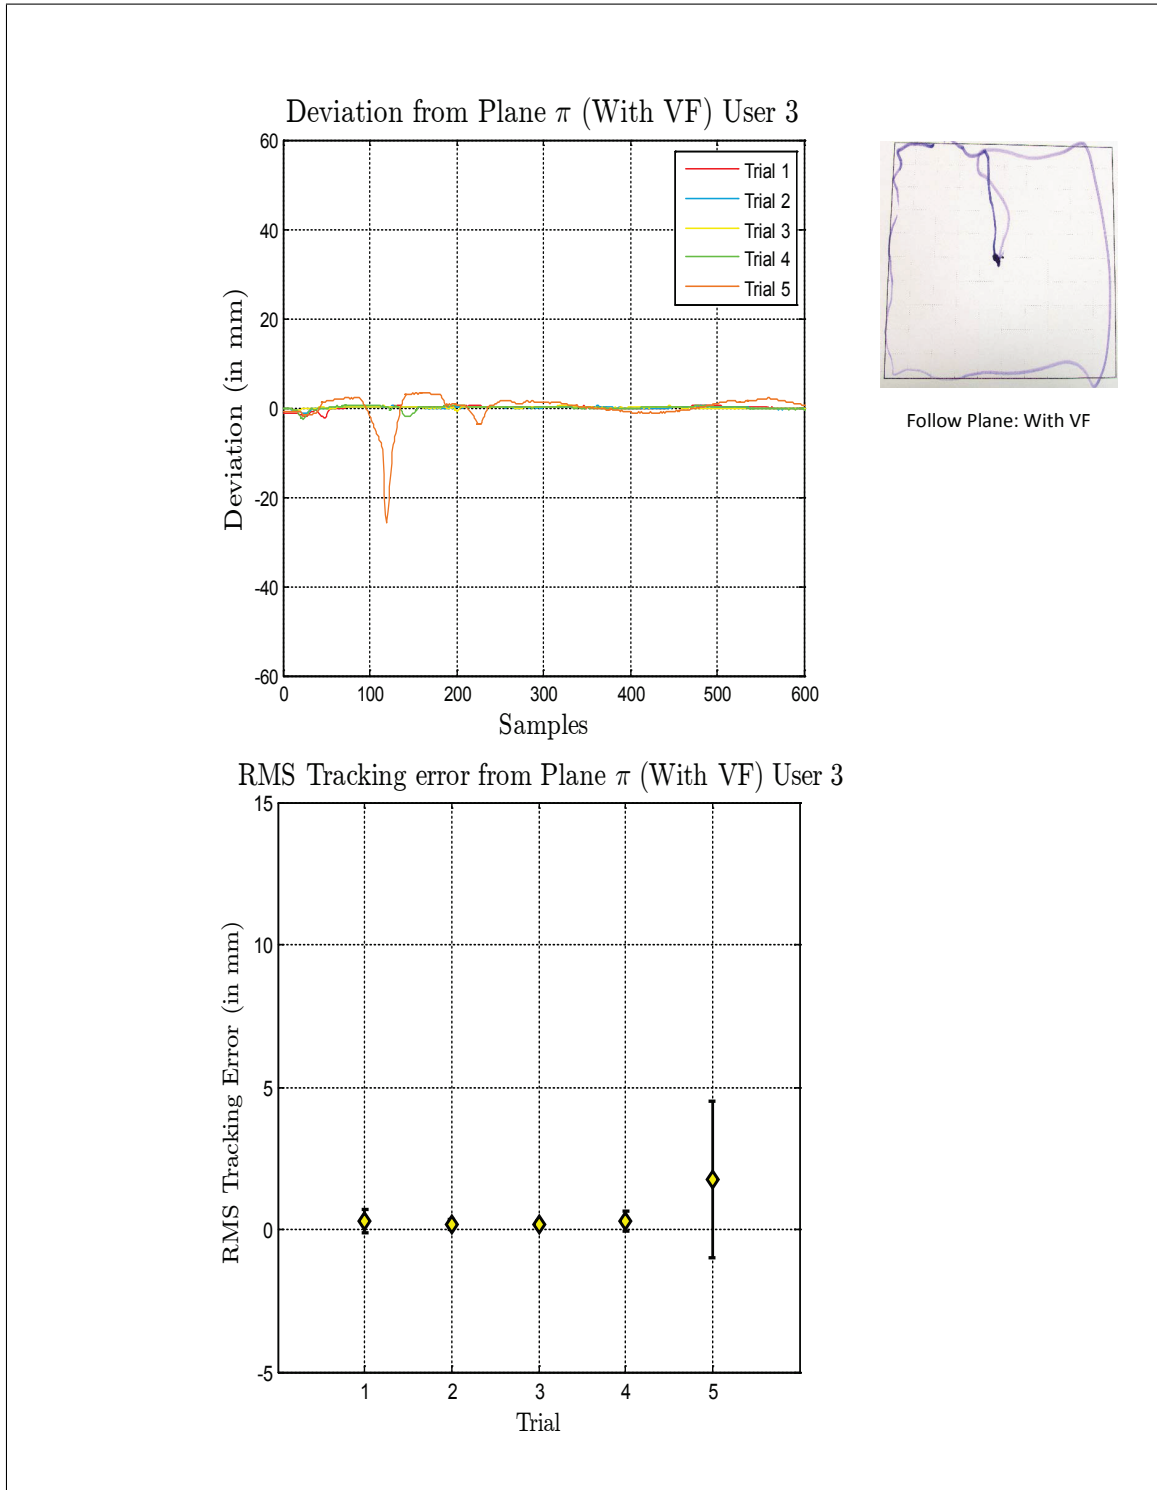 Deviation from Plane π (With VF) User 3
60
40
20
0
-20
-40
-60
Deviation (in mm)
Trial 1
Trial 2
Trial 3
Trial 4
Trial 5
0 100 200 300 400 500 600
Samples
Follow Plane: With VF
RMS Tracking error from Plane π (With VF) User 3
15
10
5
0
-5
RMS Tracking Error (in mm)
1 2 3 4 5
Trial